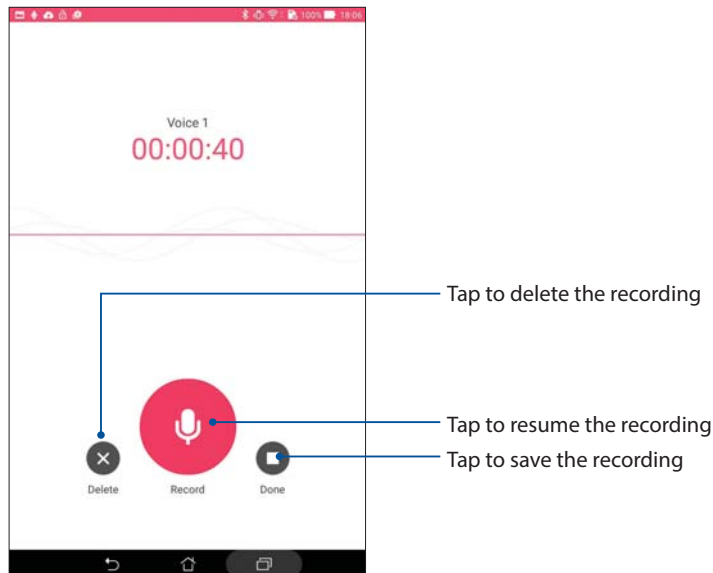 100% 18:06
Voice 1
00:00:40
Tap to delete the recording
Tap to resume the recording
Tap to save the recording
Delete
Record
Done